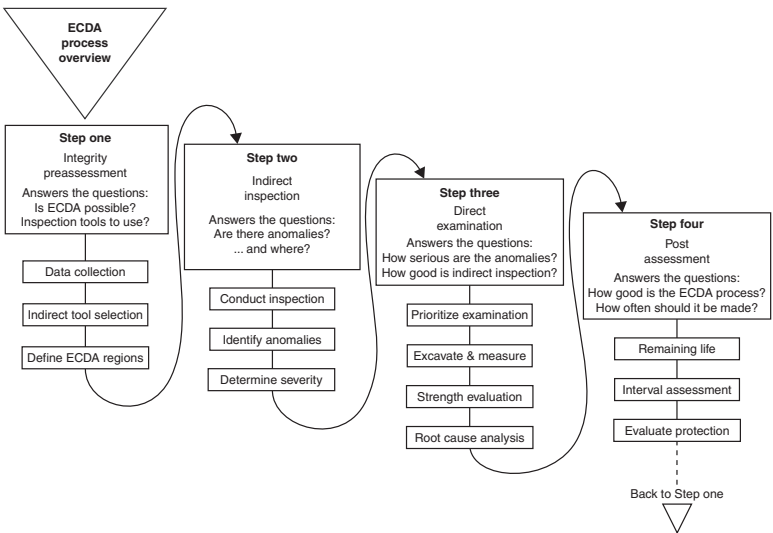 ECDA
process
overview
Step one
Integrity
preassessment
Answers the questions:
Is ECDA possible?
Inspection tools to use?
Data collection
Indirect tool selection
Define ECDA regions
Step two
Indirect
inspection
Answers the questions:
Are there anomalies?
... and where?
Conduct inspection
Identify anomalies
Determine severity
Step three
Direct
examination
Answers the questions:
How serious are the anomalies?
How good is indirect inspection?
Prioritize examination
Excavate & measure
Strength evaluation
Root cause analysis
Step four
Post
assessment
Answers the questions:
How good is the ECDA process?
How often should it be made?
Remaining life
Interval assessment
Evaluate protection
Back to Step one